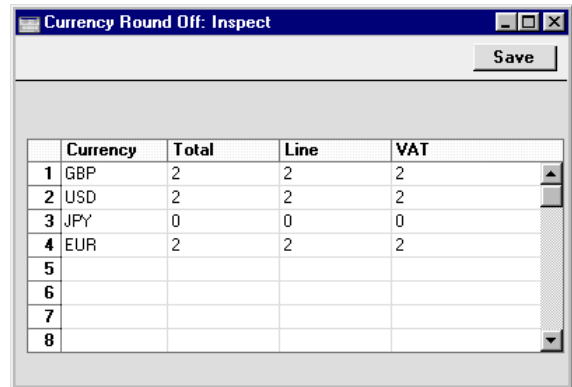 Currency Round Off: Inspect
Save
Currency Total Line VAT
1 GBP 2 2 2
2 USD 2 2 2
3 JPY 0 0 0
4 EUR 2 2 2
5
6
7
8